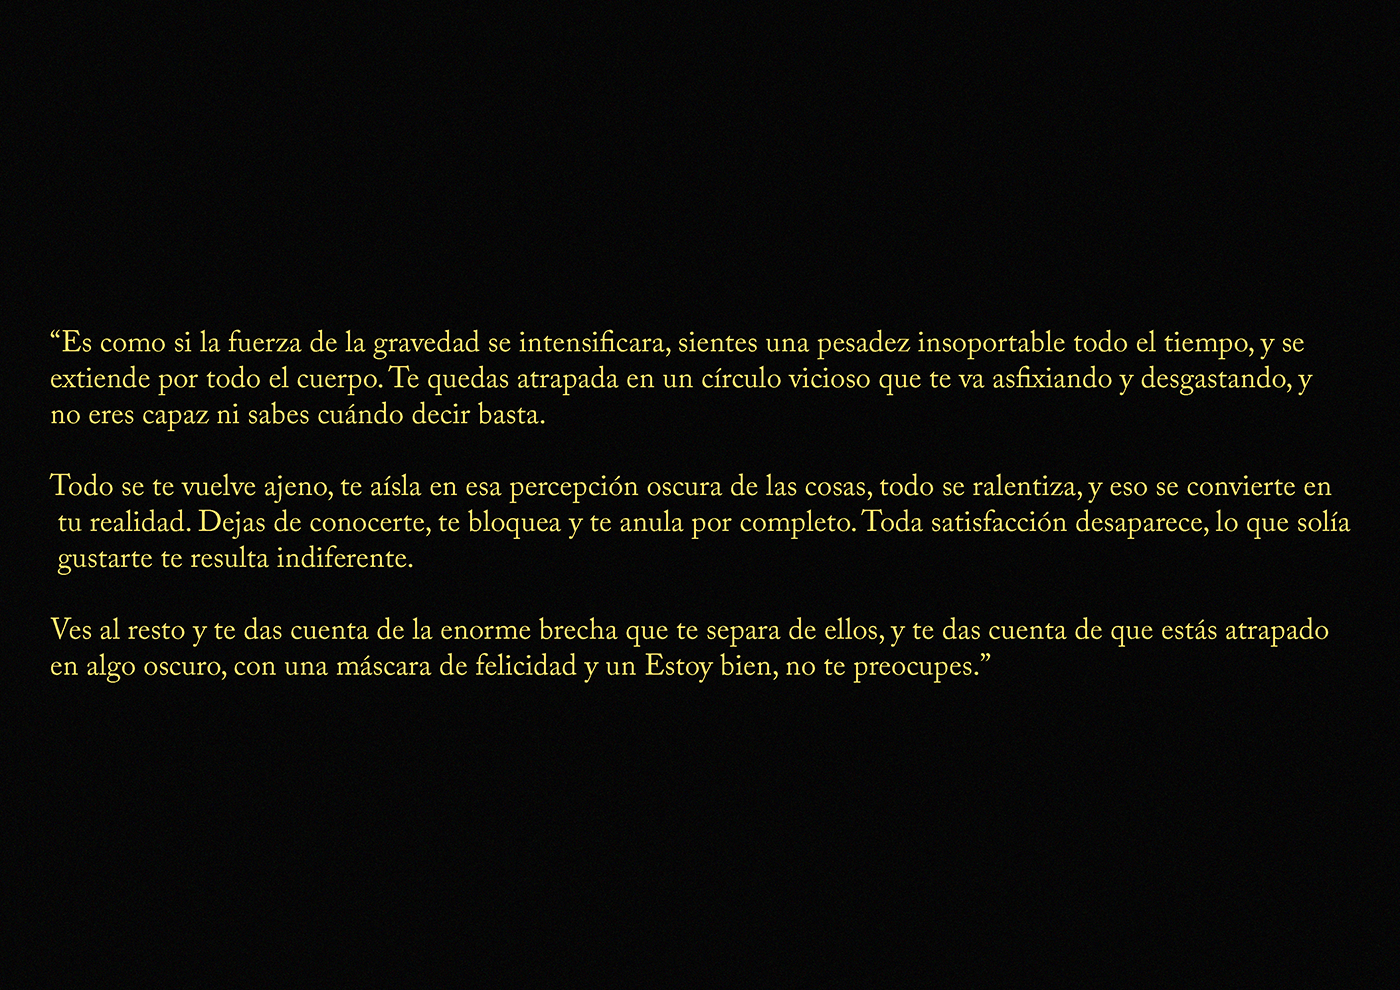 “Es como si la fuerza de la gravedad se intensificara, sientes una pesadez insoportable todo el tiempo, y se
extiende por todo el cuerpo. Te quedas atrapada en un círculo vicioso que te va asfixiando y desgastando, y
no eres capaz ni sabes cuándo decir basta.
Todo se te vuelve ajeno, te aísla en esa percepción oscura de las cosas, todo se ralentiza, y eso se convierte en
tu realidad. Dejas de conocerte, te bloquea y te anula por completo. Toda satisfacción desaparece, lo que solía
gustarte te resulta indiferente.
Ves al resto y te das cuenta de la enorme brecha que te separa de ellos, y te das cuenta de que estás atrapado
en algo oscuro, con una máscara de felicidad y un Estoy bien, no te preocupes.”